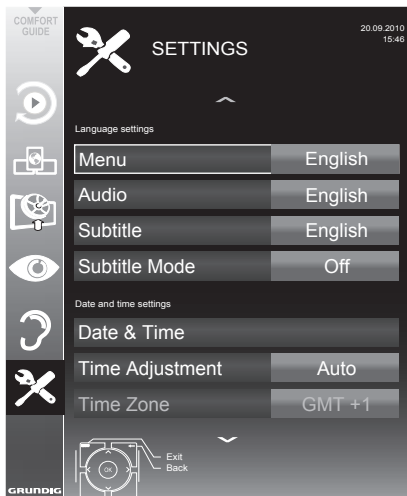 COMFORT
GUIDE
SETTINGS
20.09.2010
15:46
Language settings
Menu English
Audio English
Subtitle English
Subtitle Mode Off
Date and time settings
Date & Time
Time Adjustment Auto
Time Zone GMT +1
Exit
Back
OK
GRUNDIG